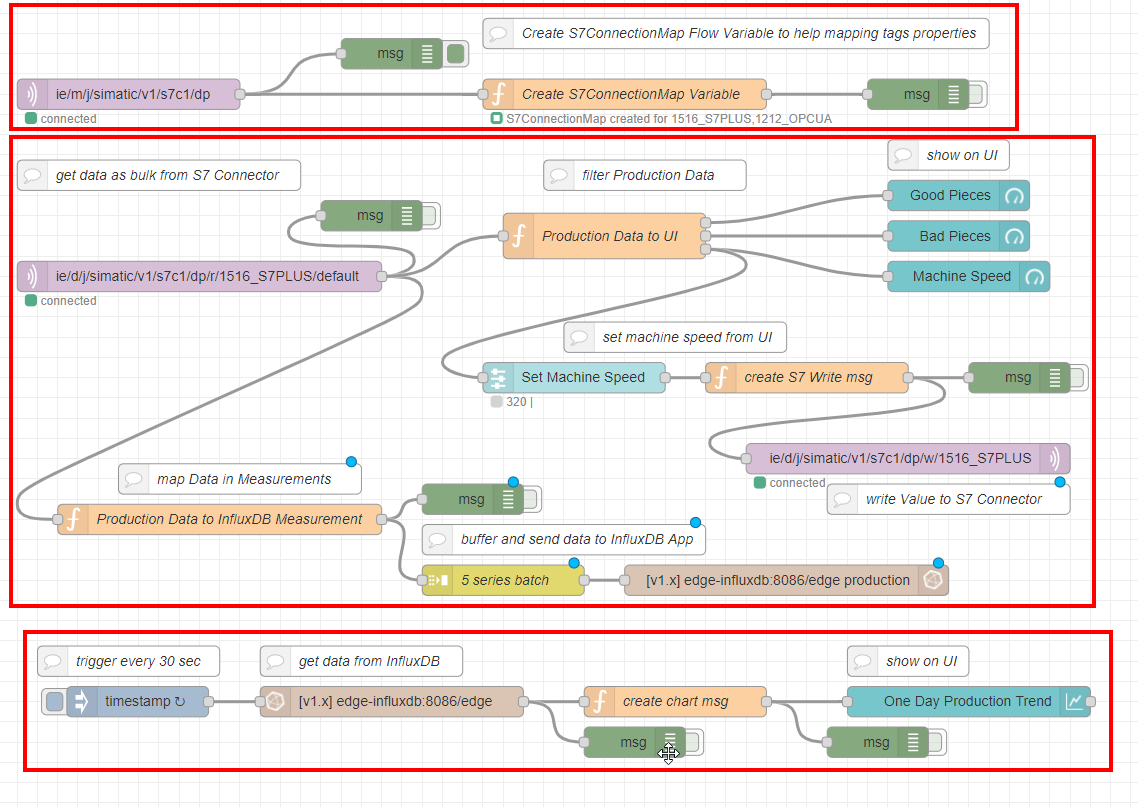 Create S7ConnectionMap Flow Variable to help mapping tags properties
msg
ie/m/j/simatic/v1/s7c1/dp
Create S7ConnectionMap Variable
msg
connected
S7ConnectionMap created for 1516_S7PLUS,1212_OPCUA
show on UI
get data as bulk from S7 Connector
filter Production Data
Good Pieces
msg
Production Data to UI
Bad Pieces
ie/d/j/simatic/v1/s7c1/dp/r/1516_S7PLUS/default
Machine Speed
connected
set machine speed from UI
Set Machine Speed
create S7 Write msg
msg
320 |
ie/d/j/simatic/v1/s7c1/dp/w/1516_S7PLUS
map Data in Measurements
connected
msg
write Value to S7 Connector
Production Data to InfluxDB Measurement
buffer and send data to InfluxDB App
5 series batch
[v1.x] edge-influxdb:8086/edge production
trigger every 30 sec
get data from InfluxDB
show on UI
timestamp ↻
[v1.x] edge-influxdb:8086/edge
create chart msg
One Day Production Trend
msg
msg